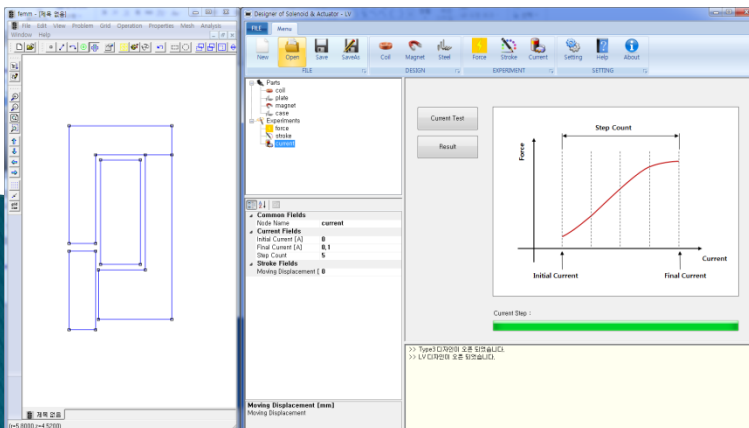 femm - [제목 없음]
File Edit View Problem Grid Operation Properties Mesh Analysis
Window Help
제목 없음
(r=5.8000,z=4.5200)
Designer of Solenoid & Actuator - LV
FILE Menu
New Open Save SaveAs Coil Magnet Steel Force Stroke Current Setting Help About
FILE DESIGN EXPERIMENT SETTING
Parts
coil
plate
magnet
case
Experiments
force
stroke
current
Common Fields
Node Name current
Current Fields
Initial Current [A] 0
Final Current [A] 0,1
Step Count 5
Stroke Fields
Moving Displacement [ 0
Moving Displacement [mm]
Moving Displacement
Current Test
Result
Step Count
Force
Current
Initial Current Final Current
Current Step :
>> Type3 디자인이 오픈 되었습니다.
>> LV 디자인이 오픈 되었습니다.